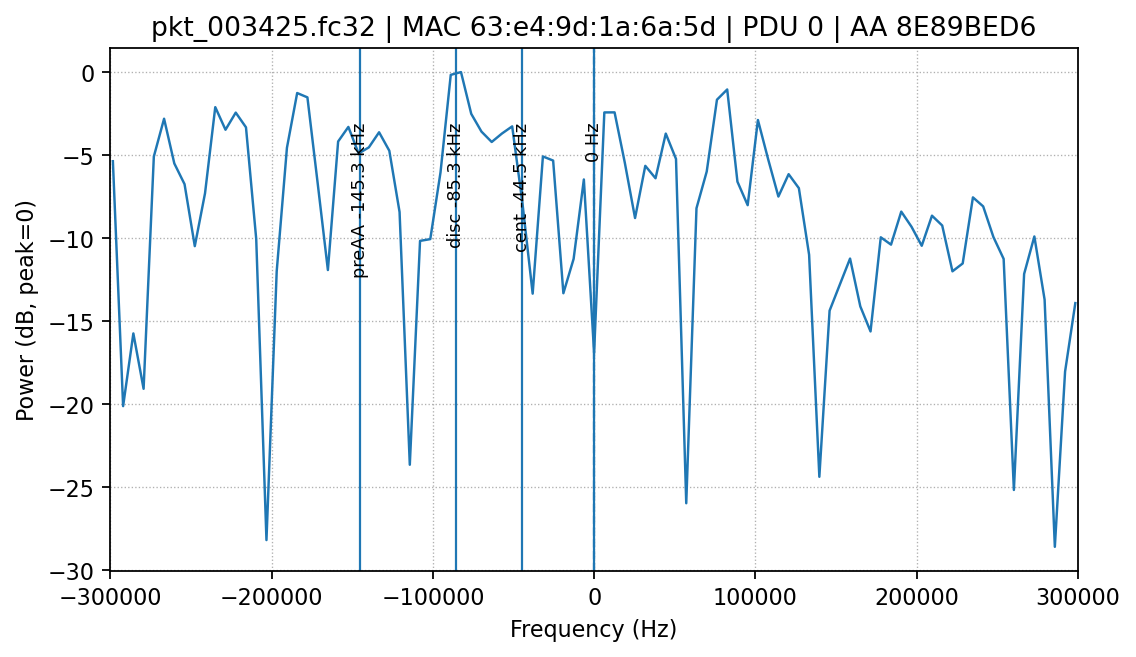 pkt_003425.fc32 | MAC 63:e4:9d:1a:6a:5d | PDU 0 | AA 8E89BED6
Power (dB, peak=0)
0
−5
−10
−15
−20
−25
−30
preAA -145.3 kHz
disc -85.3 kHz
cent -44.5 kHz
0 Hz
−300000
−200000
−100000
0
100000
200000
300000
Frequency (Hz)